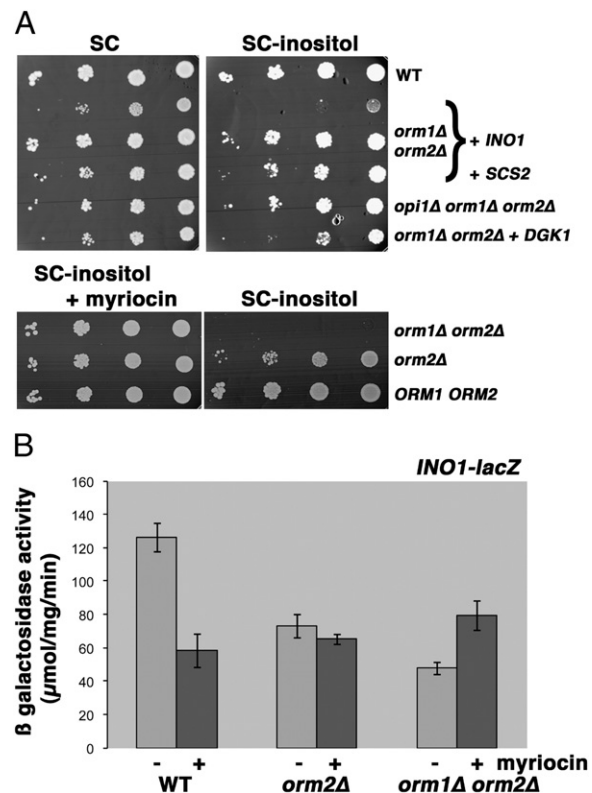 A
SC
SC-inositol
WT
orm1Δ
orm2Δ
+ INO1
+ SCS2
opi1Δ orm1Δ orm2Δ
orm1Δ orm2Δ + DGK1
SC-inositol
+ myriocin
SC-inositol
orm1Δ orm2Δ
orm2Δ
ORM1 ORM2
B
INO1-lacZ
ß galactosidase activity
(µmol/mg/min)
160
140
120
100
80
60
40
20
0
- + - + - + myriocin
WT orm2Δ orm1Δ orm2Δ